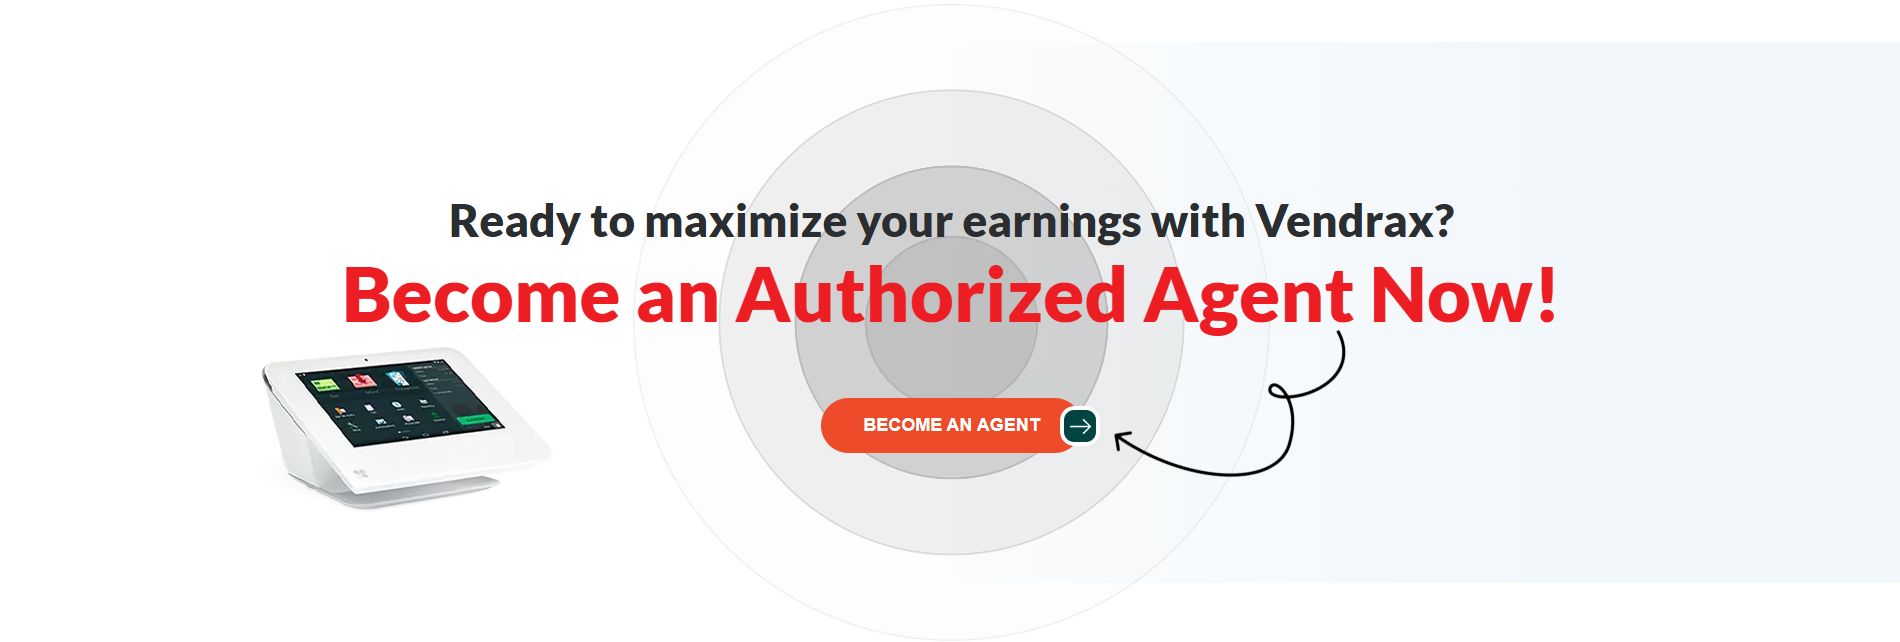 Ready to maximize your earnings with Vendrax?
Become an Authorized Agent Now!
BECOME AN AGENT